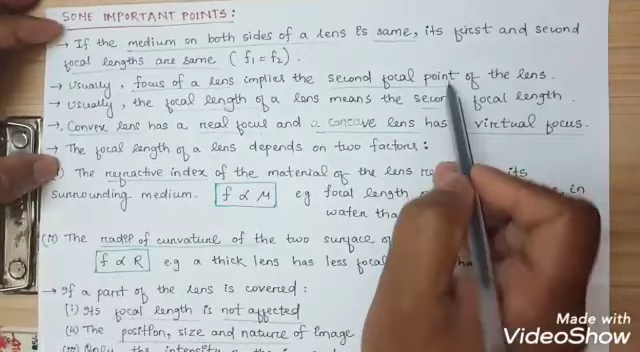 SOME IMPORTANT POINTS:
→ If the medium on both sides of a lens is same, its first and second
focal lengths are same (f1 = f2).
→ Usually, focus of a lens implies the second focal point of the lens.
→ Usually, the focal length of a lens means the focal length.
→ Convex lens has a real focus and a concave lens has virtual focus.
→ The focal length of a lens depends on two factors:
The refractive index of the material of the lens its
surrounding medium. f α μ eg focal length in
water
(ii) The radii of curvature of the two surface
f α R eg a thick lens has less focal
→ If a part of the lens is covered:
(i) Its focal length is not affected
(ii) The position, size and nature of image
(iii) Only the intensity
Made with
VideoShow